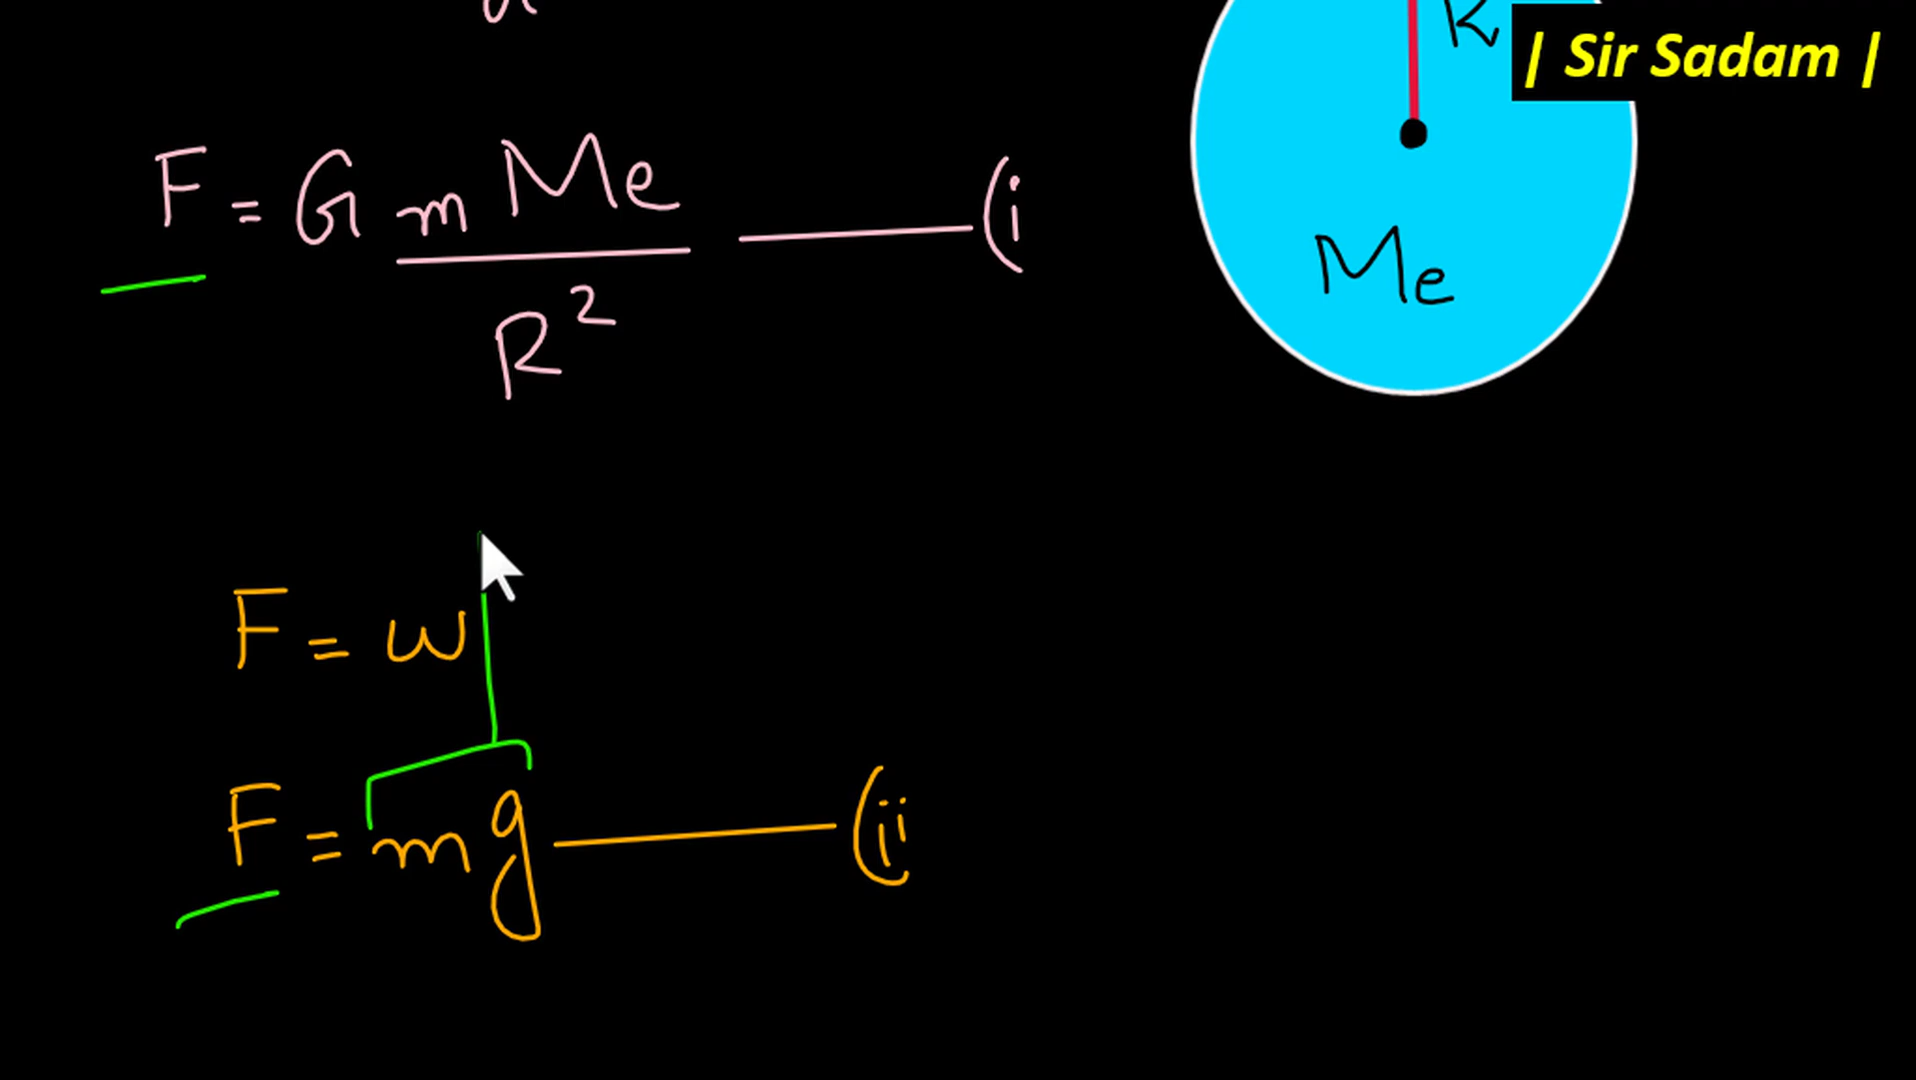 R
| Sir Sadam |
F = G m Me / R² ——— (i
Me
F = w
F = mg ——— (ii